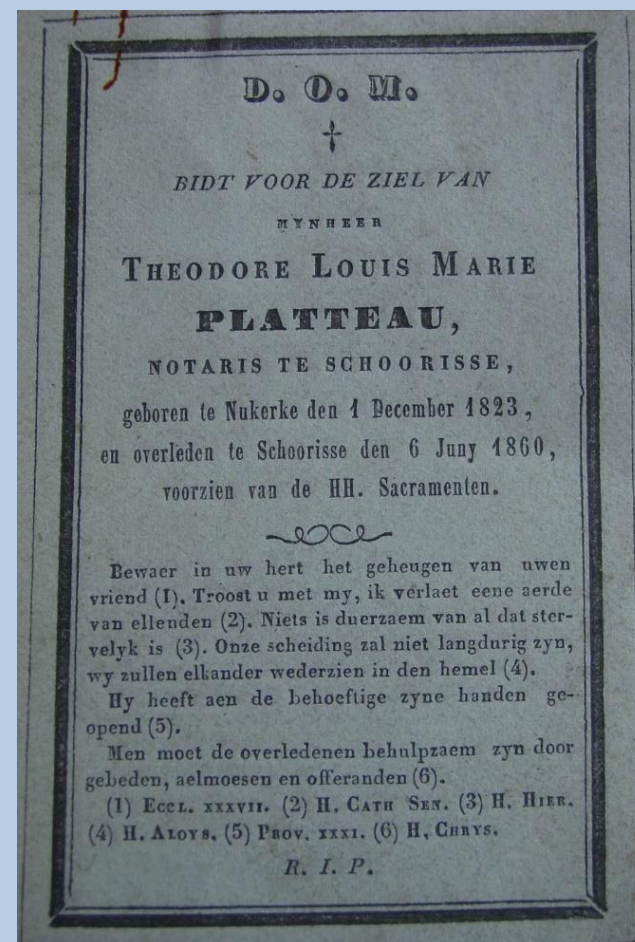 D. O. M.
BIDT VOOR DE ZIEL VAN
MYNHEER
THEODORE LOUIS MARIE
PLATTEAU,
NOTARIS TE SCHOORISSE,
geboren te Nukerke den 1 December 1823,
en overleden te Schoorisse den 6 Juny 1860,
voorzien van de HH. Sacramenten.
Bewaer in uw hert het geheugen van uwen
vriend (1). Troost u met my, ik verlaet eene aerde
van ellenden (2). Niets is duerzaem van al dat ster-
velyk is (3). Onze scheiding zal niet langdurig zyn,
wy zullen elkander wederzien in den hemel (4).
Hy heeft aen de behoeftige zyne handen ge-
opend (5).
Men moet de overledenen behulpzaem zyn door
gebeden, aelmoesen en offeranden (6).
(1) ECCL. XXXVII. (2) H. CATH SEN. (3) H. HIER.
(4) H. ALOYS. (5) PROV. XXXI. (6) H, CHRYS.
R. I. P.